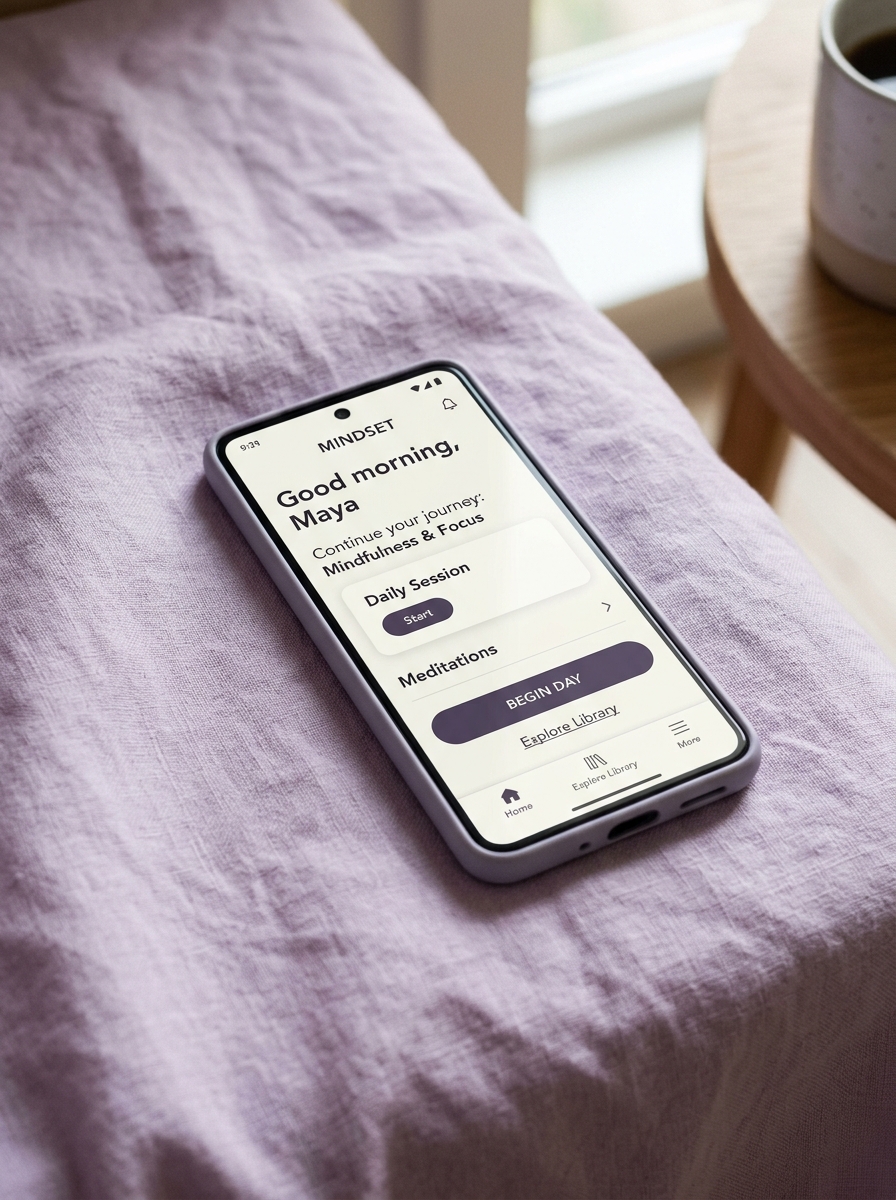 9:39
MINDSET
Good morning,
Maya
Continue your journey:
Mindfulness & Focus
Daily Session
Start
Meditations
BEGIN DAY
Explore Library
Home
Explore Library
More